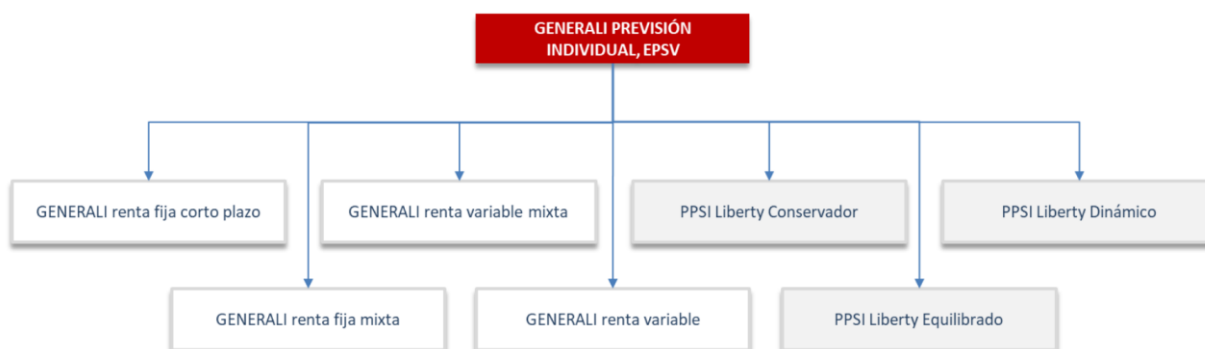 GENERALI PREVISIÓN
INDIVIDUAL, EPSV
GENERALI renta fija corto plazo
GENERALI renta variable mixta
PPSI Liberty Conservador
PPSI Liberty Dinámico
GENERALI renta fija mixta
GENERALI renta variable
PPSI Liberty Equilibrado